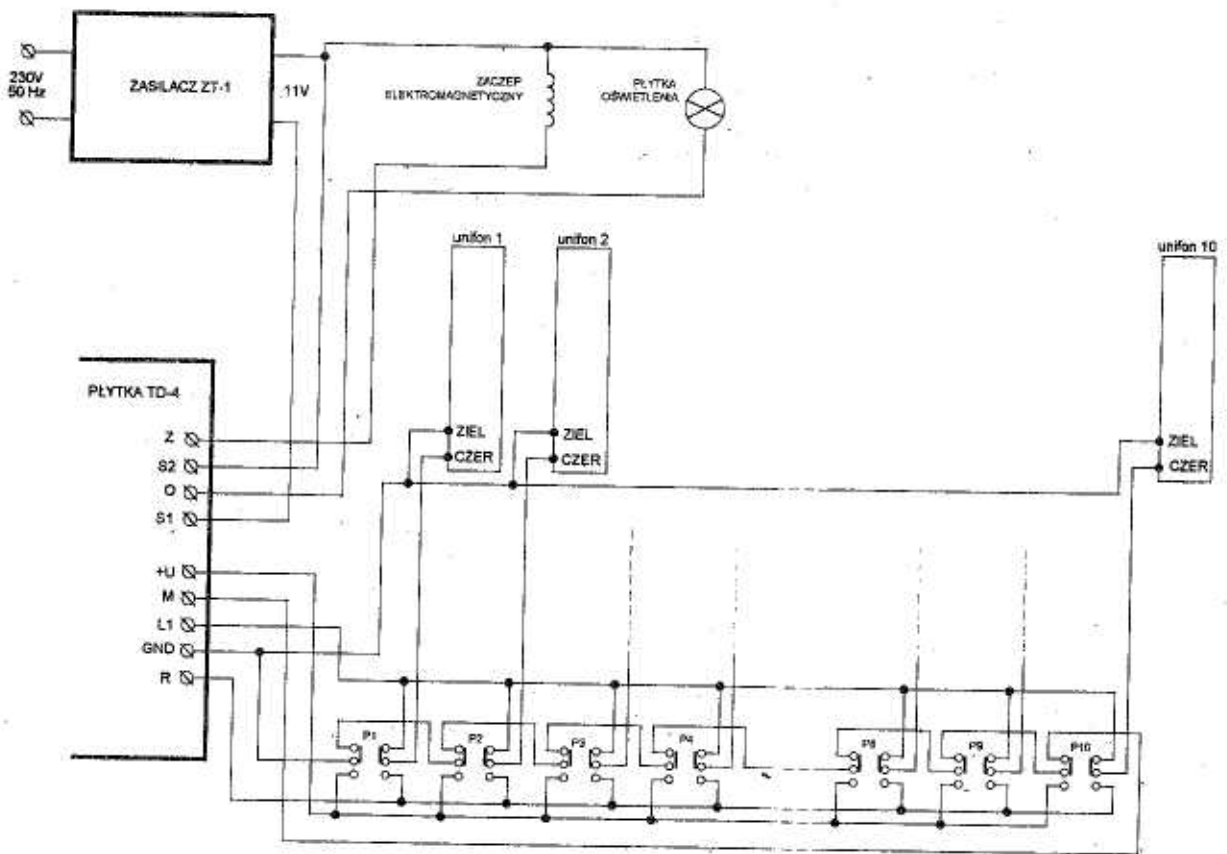 230V
50 Hz
ZASILACZ ZT-1
11V
ZACZEP
ELEKTROMAGNETYCZNY
PŁYTKA
OŚWIETLENIA
unifon 1
unifon 2
unifon 10
ZIEL
CZER
ZIEL
CZER
ZIEL
CZER
PŁYTKA TD-4
Z
S2
O
S1
+U
M
L1
GND
R
P1
P2
P3
P4
P8
P9
P10